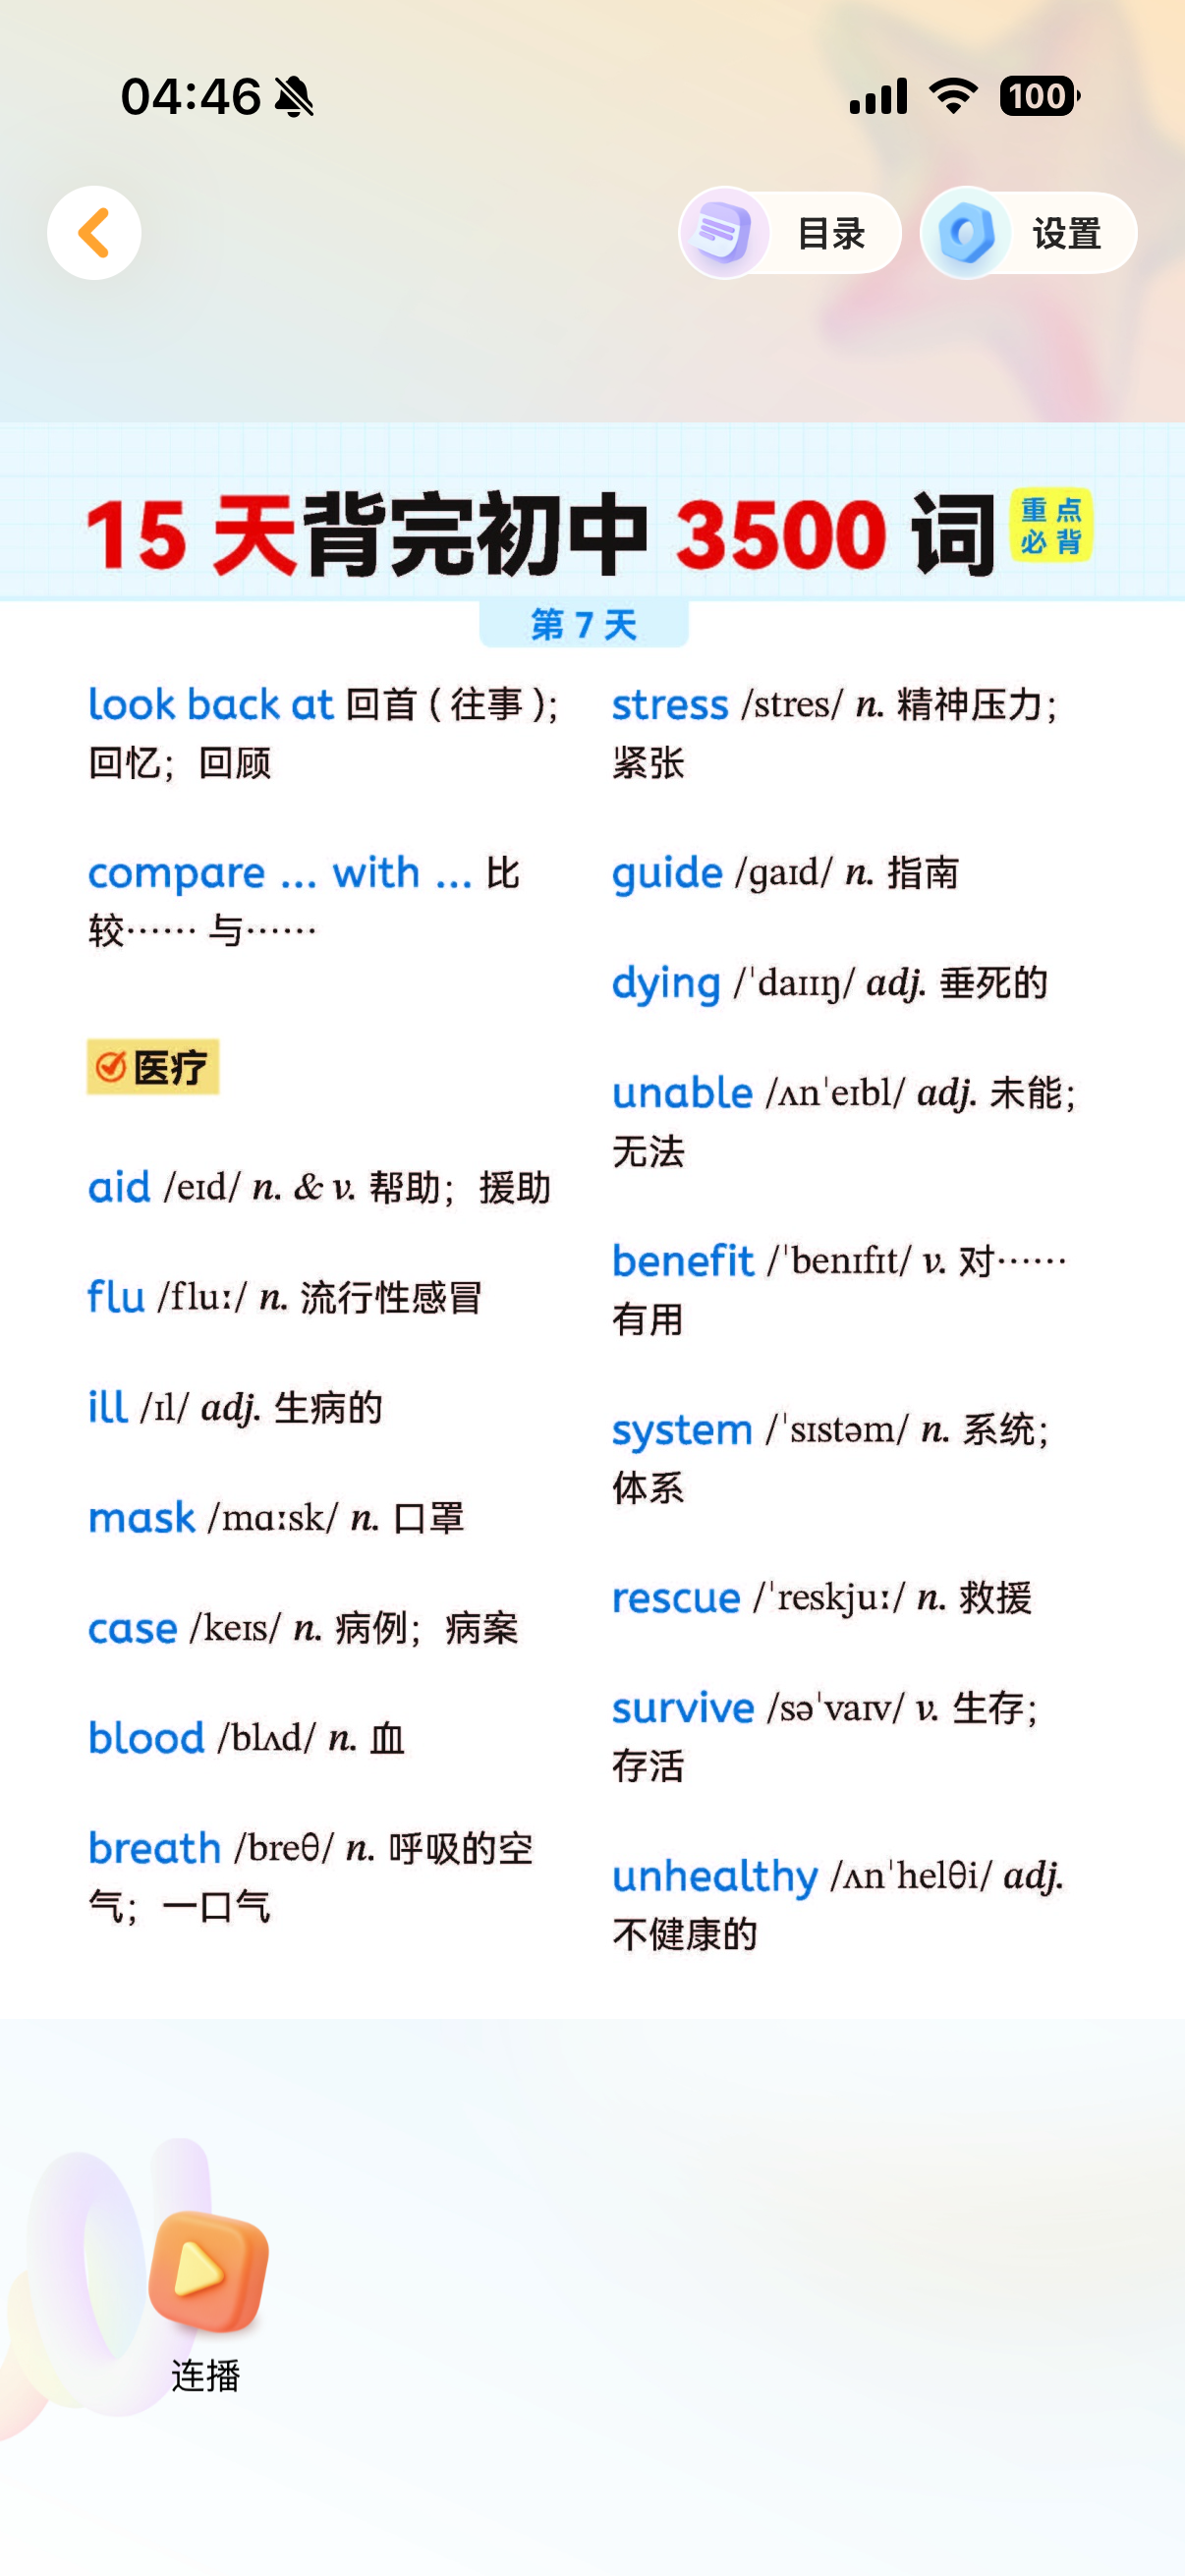 04:46
100
目录
设置
15 天背完初中 3500 词
重点
必背
第 7 天
look back at 回首（往事）；
回忆；回顾
compare ... with ... 比
较…… 与……
医疗
aid /eɪd/ n. & v. 帮助；援助
flu /fluː/ n. 流行性感冒
ill /ɪl/ adj. 生病的
mask /mɑːsk/ n. 口罩
case /keɪs/ n. 病例；病案
blood /blʌd/ n. 血
breath /breθ/ n. 呼吸的空
气；一口气
stress /stres/ n. 精神压力；
紧张
guide /ɡaɪd/ n. 指南
dying /ˈdaɪɪŋ/ adj. 垂死的
unable /ʌnˈeɪbl/ adj. 未能；
无法
benefit /ˈbenɪfɪt/ v. 对……
有用
system /ˈsɪstəm/ n. 系统；
体系
rescue /ˈreskjuː/ n. 救援
survive /səˈvaɪv/ v. 生存；
存活
unhealthy /ʌnˈhelθi/ adj.
不健康的
连播